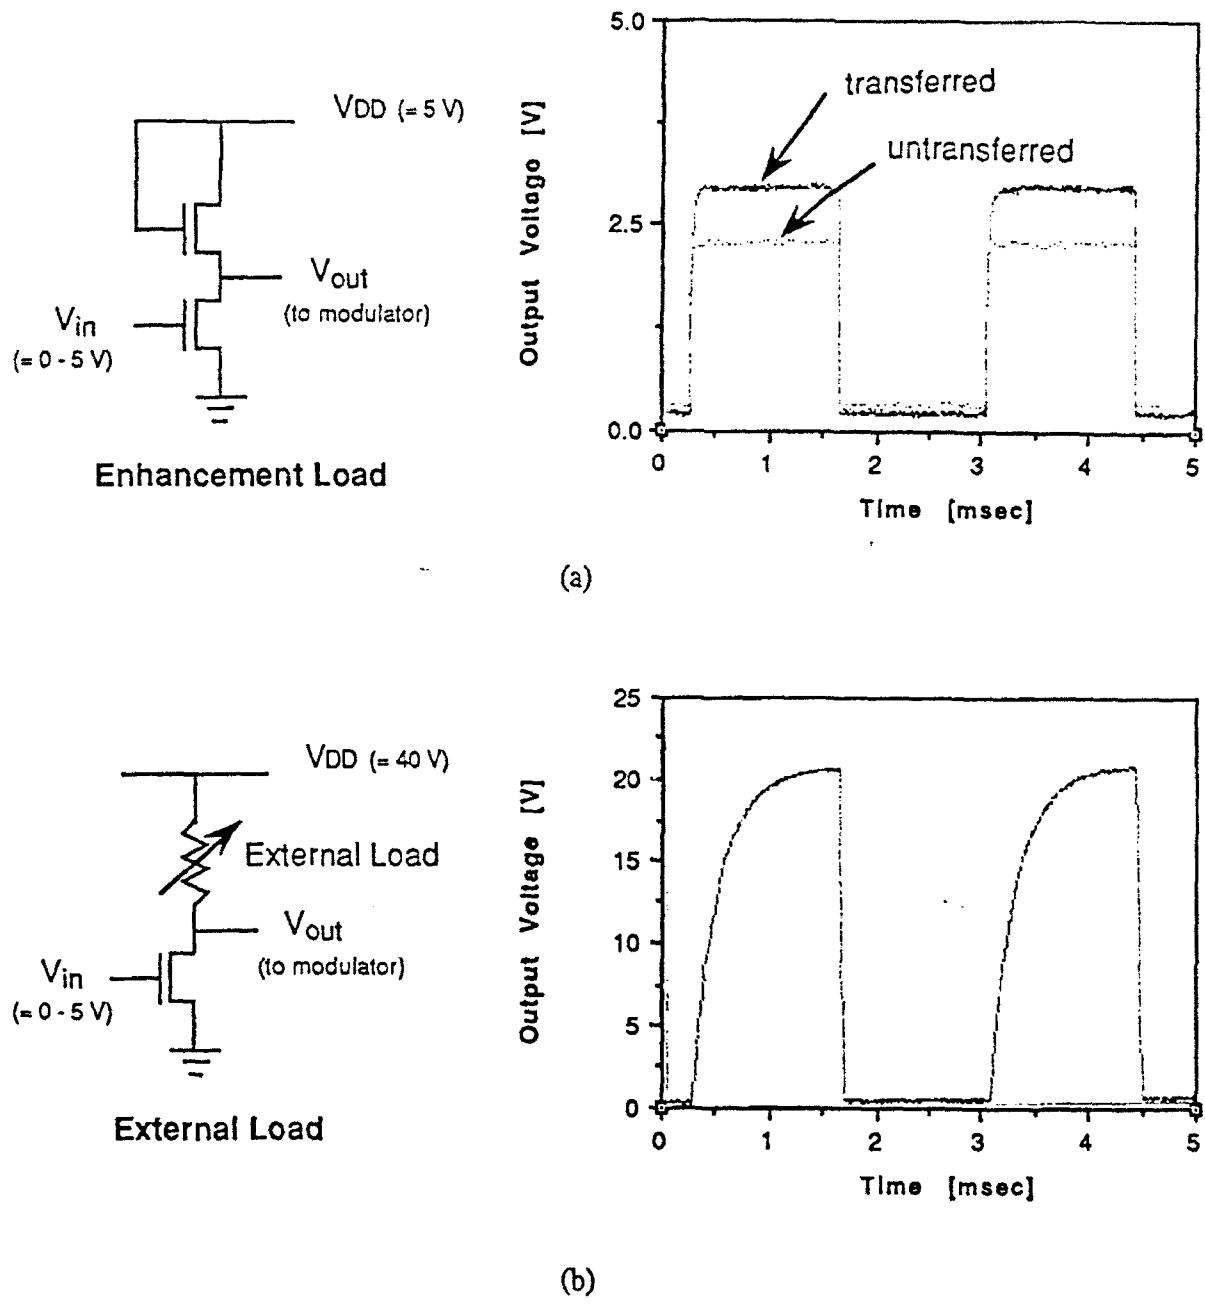 VDD (= 5 V)
Vout
(to modulator)
Vin
(= 0 - 5 V)
Enhancement Load
5.0
2.5
0.0
Output Voltage [V]
transferred
untransferred
0 1 2 3 4 5
Time [msec]
(a)
VDD (= 40 V)
External Load
Vout
(to modulator)
Vin
(= 0 - 5 V)
External Load
25
20
15
10
5
0
Output Voltage [V]
0 1 2 3 4 5
Time [msec]
(b)